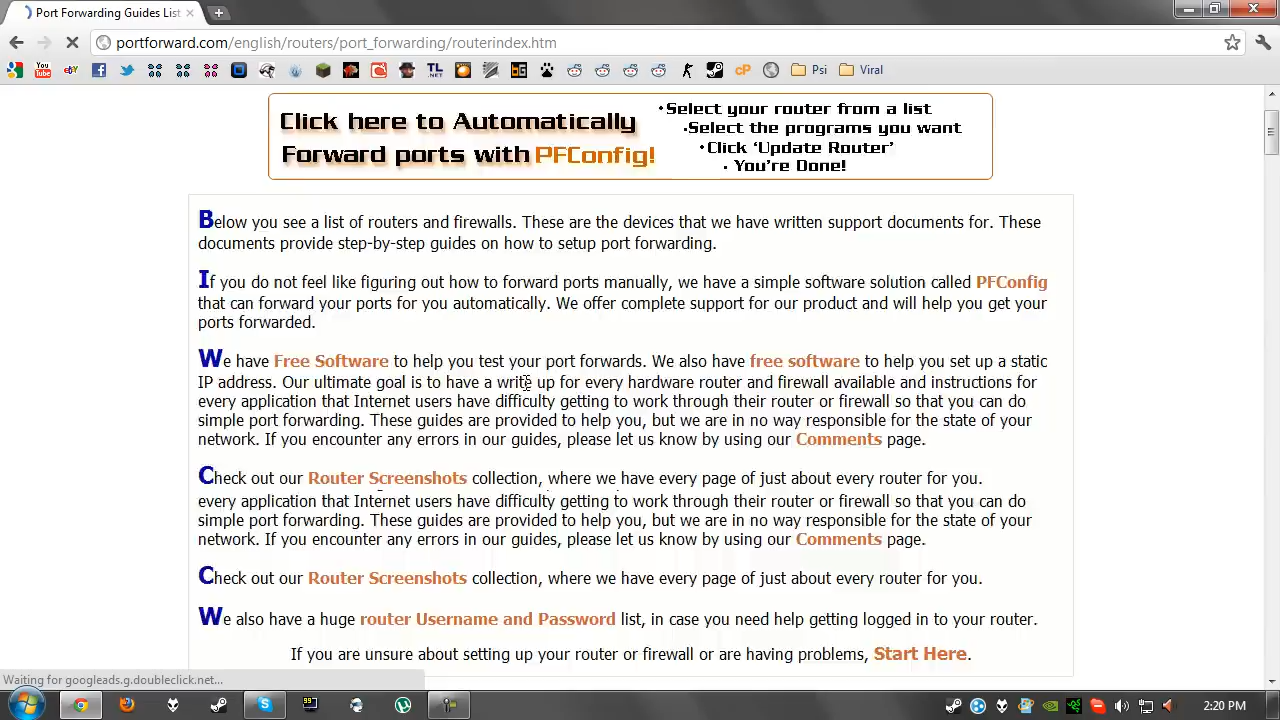 Port Forwarding Guides List
portforward.com/english/routers/port_forwarding/routerindex.htm
You Tube
ebY
TL .NET
cP
Psi
Viral
Click here to Automatically
Forward ports with PFConfig!
•Select your router from a list
•Select the programs you want
•Click 'Update Router'
• You're Done!
Below you see a list of routers and firewalls. These are the devices that we have written support documents for. These
documents provide step-by-step guides on how to setup port forwarding.
If you do not feel like figuring out how to forward ports manually, we have a simple software solution called PFConfig
that can forward your ports for you automatically. We offer complete support for our product and will help you get your
ports forwarded.
We have Free Software to help you test your port forwards. We also have free software to help you set up a static
IP address. Our ultimate goal is to have a write up for every hardware router and firewall available and instructions for
every application that Internet users have difficulty getting to work through their router or firewall so that you can do
simple port forwarding. These guides are provided to help you, but we are in no way responsible for the state of your
network. If you encounter any errors in our guides, please let us know by using our Comments page.
Check out our Router Screenshots collection, where we have every page of just about every router for you.
every application that Internet users have difficulty getting to work through their router or firewall so that you can do
simple port forwarding. These guides are provided to help you, but we are in no way responsible for the state of your
network. If you encounter any errors in our guides, please let us know by using our Comments page.
Check out our Router Screenshots collection, where we have every page of just about every router for you.
We also have a huge router Username and Password list, in case you need help getting logged in to your router.
If you are unsure about setting up your router or firewall or are having problems, Start Here.
Waiting for googleads.g.doubleclick.net...
2:20 PM